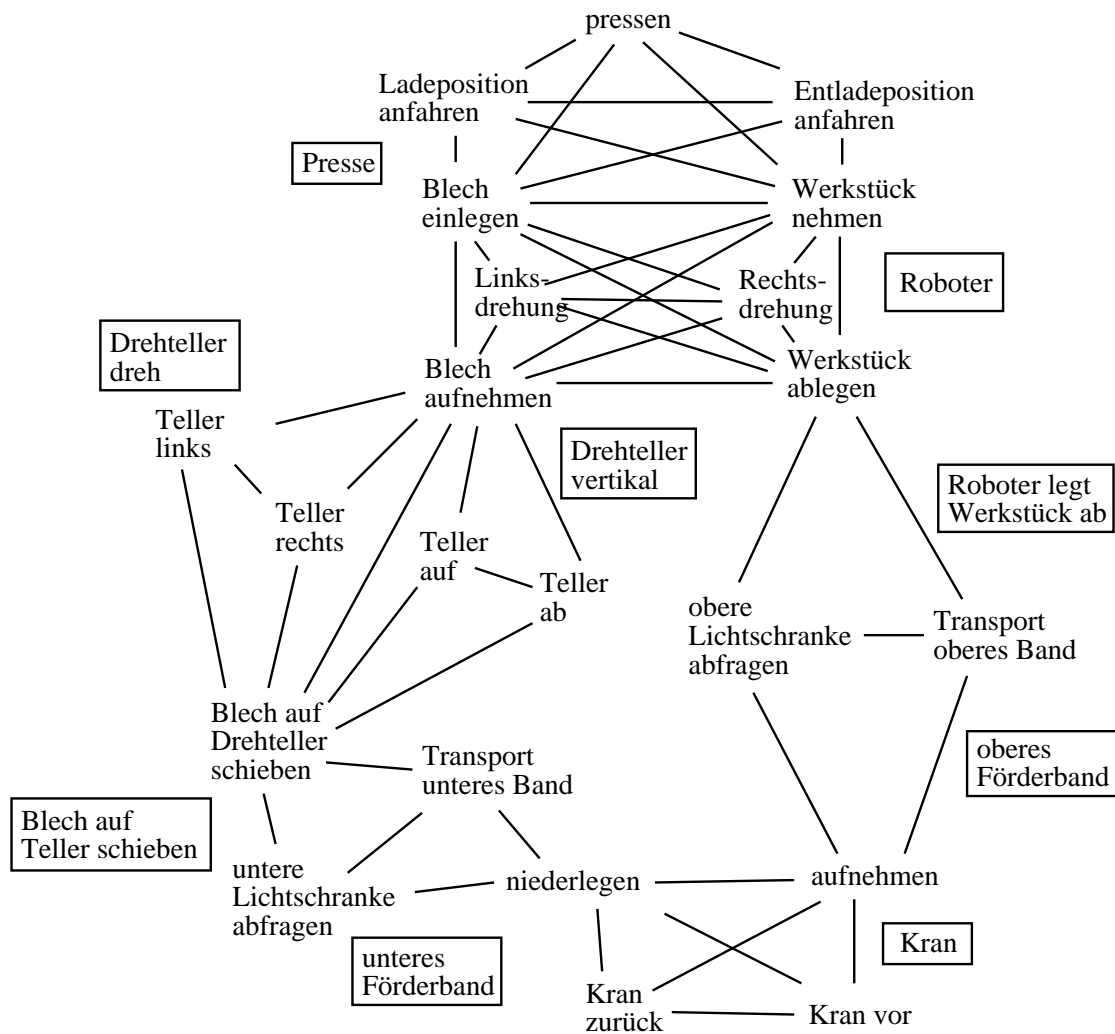 pressen
Ladeposition
anfahren
Entladeposition
anfahren
Presse
Blech
einlegen
Werkstück
nehmen
Links-
drehung
Rechts-
drehung
Roboter
Drehteller
dreh
Blech
aufnehmen
Werkstück
ablegen
Teller
links
Drehteller
vertikal
Roboter legt
Werkstück ab
Teller
rechts
Teller
auf
Teller
ab
obere
Lichtschranke
abfragen
Transport
oberes Band
Blech auf
Drehteller
schieben
Transport
unteres Band
oberes
Förderband
Blech auf
Teller schieben
untere
Lichtschranke
abfragen
niederlegen
aufnehmen
unteres
Förderband
Kran
Kran
zurück
Kran vor